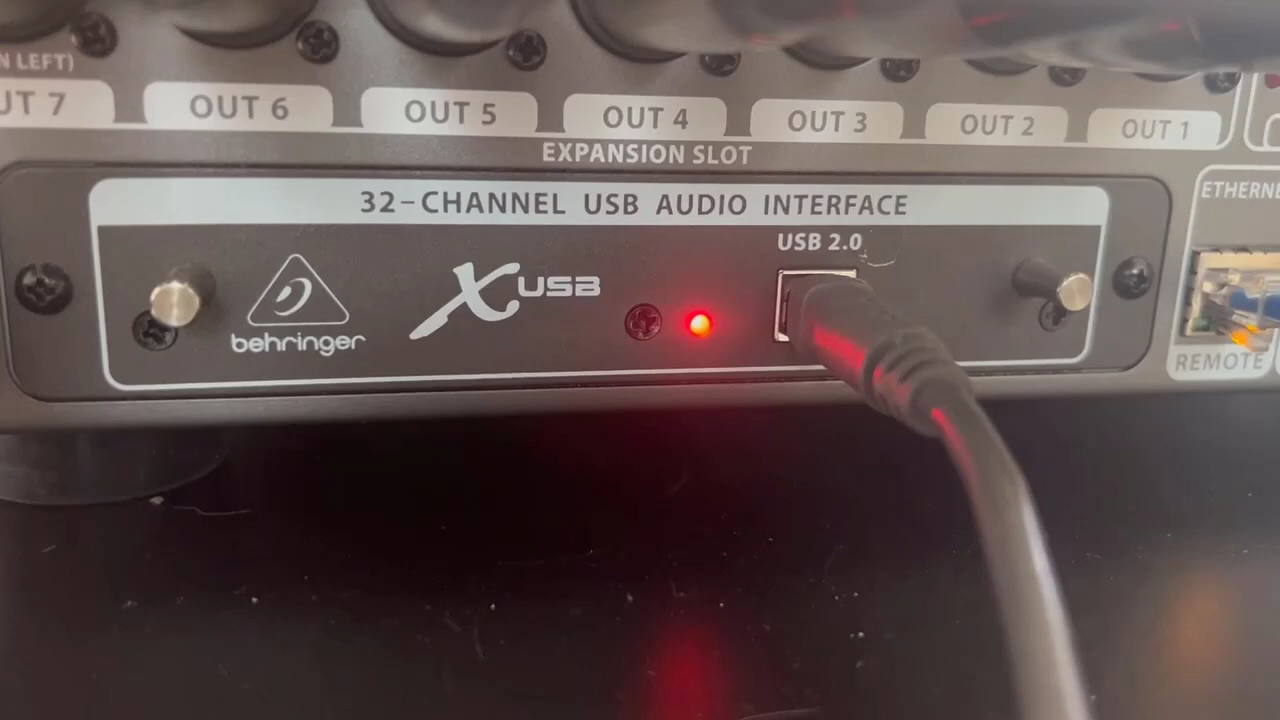 N LEFT)
UT 7 OUT 6 OUT 5 OUT 4 OUT 3 OUT 2 OUT 1
EXPANSION SLOT
32-CHANNEL USB AUDIO INTERFACE
ETHERNE
USB 2.0
behringer
X USB
REMOTE